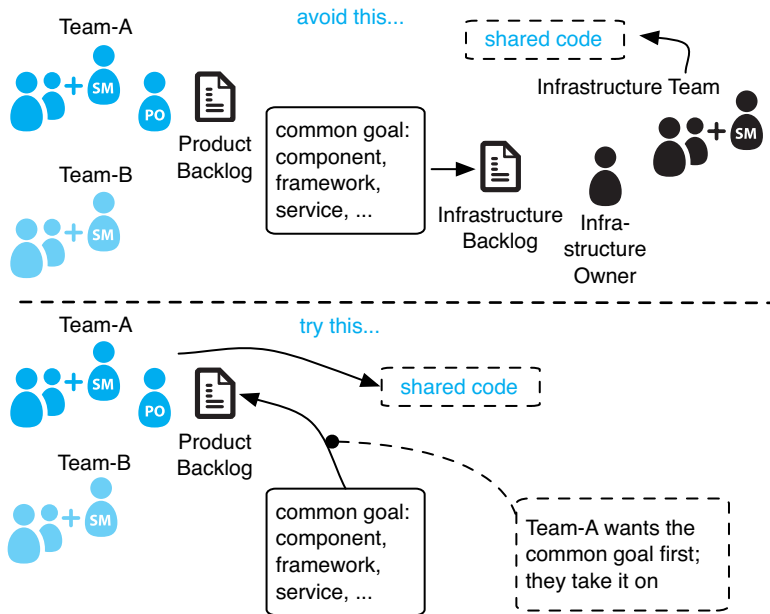 avoid this...
Team-A
SM
PO
Product
Backlog
Team-B
SM
common goal:
component,
framework,
service, ...
Infrastructure
Backlog
shared code
Infrastructure Team
SM
Infra-
structure
Owner
try this...
Team-A
SM
PO
Product
Backlog
shared code
Team-B
SM
common goal:
component,
framework,
service, ...
Team-A wants the
common goal first;
they take it on